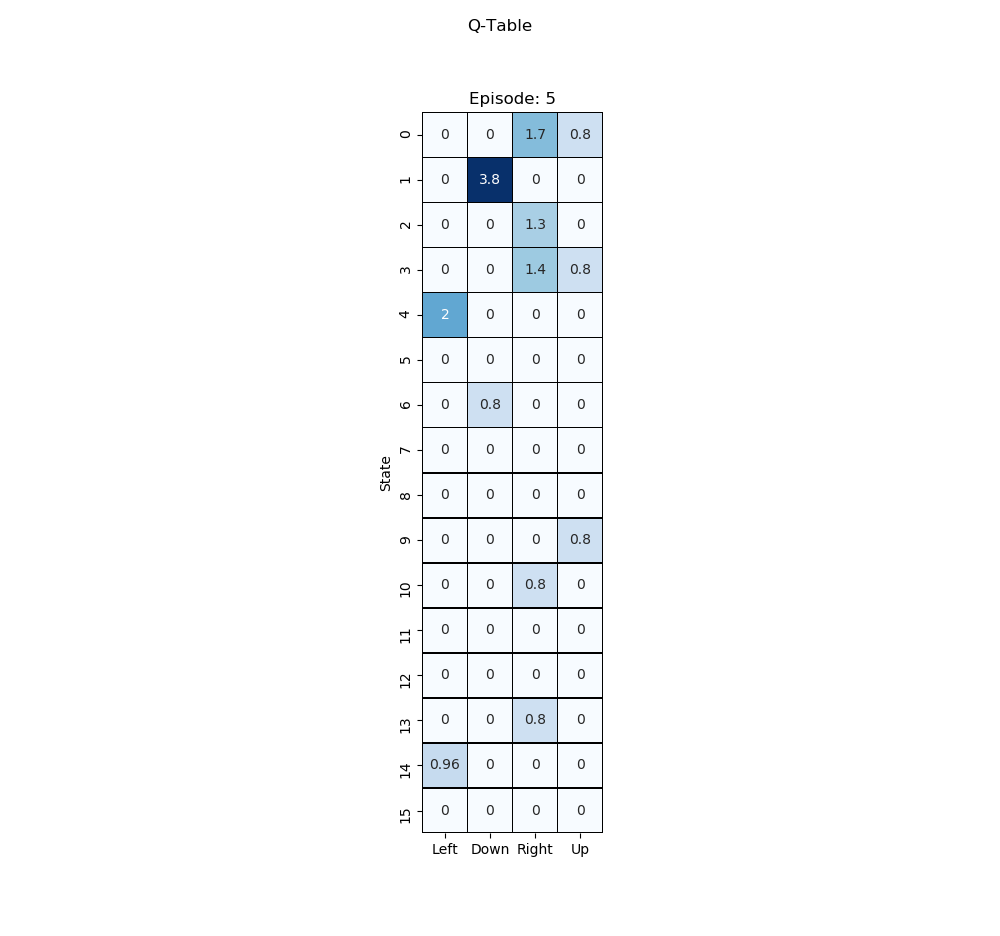 Q-Table
Episode: 5
0 0 0 1.7 0.8
1 0 3.8 0 0
2 0 0 1.3 0
3 0 0 1.4 0.8
4 2 0 0 0
5 0 0 0 0
6 0 0.8 0 0
7 0 0 0 0
State
8 0 0 0 0
9 0 0 0 0.8
10 0 0 0.8 0
11 0 0 0 0
12 0 0 0 0
13 0 0 0.8 0
14 0.96 0 0 0
15 0 0 0 0
Left Down Right Up